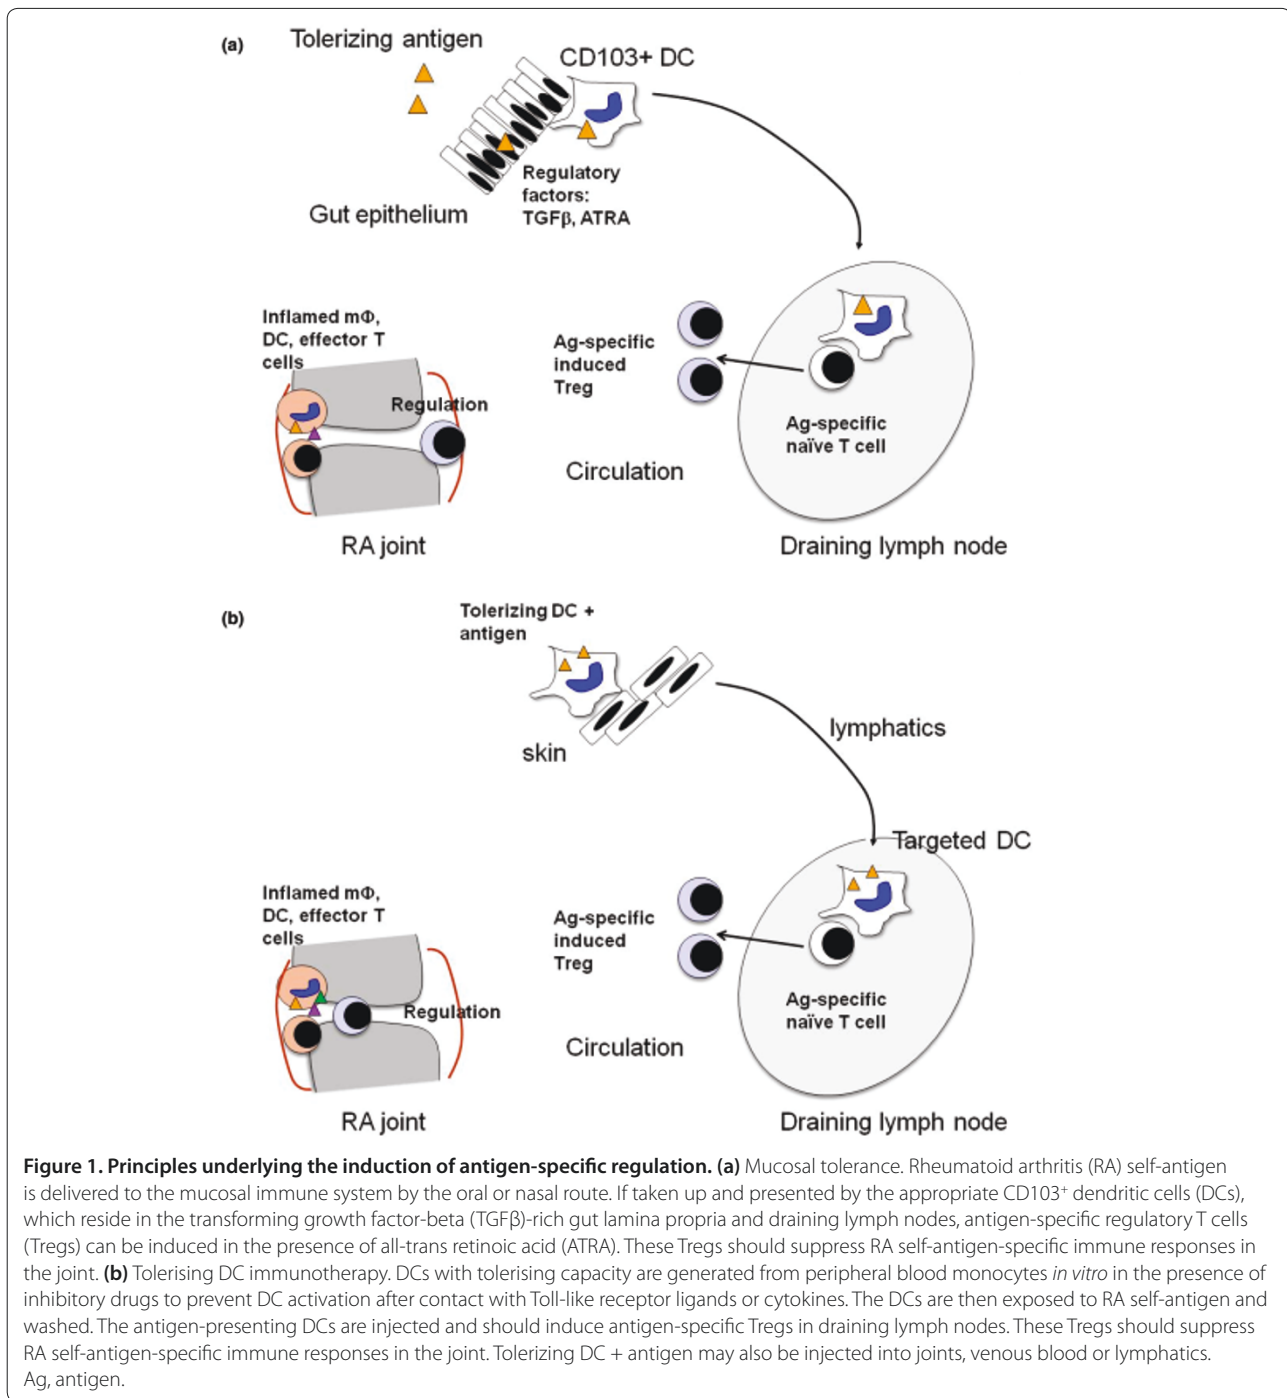 (a)
Tolerizing antigen
CD103+ DC
Regulatory
factors:
TGFβ, ATRA
Gut epithelium
Inflamed mΦ,
DC, effector T
cells
Regulation
Ag-specific
induced
Treg
Ag-specific
naïve T cell
Circulation
RA joint
Draining lymph node
(b)
Tolerizing DC +
antigen
skin
lymphatics
Targeted DC
Inflamed mΦ,
DC, effector T
cells
Regulation
Ag-specific
induced
Treg
Ag-specific
naïve T cell
Circulation
RA joint
Draining lymph node
Figure 1. Principles underlying the induction of antigen-specific regulation. (a) Mucosal tolerance. Rheumatoid arthritis (RA) self-antigen
is delivered to the mucosal immune system by the oral or nasal route. If taken up and presented by the appropriate CD103⁺ dendritic cells (DCs),
which reside in the transforming growth factor-beta (TGFβ)-rich gut lamina propria and draining lymph nodes, antigen-specific regulatory T cells
(Tregs) can be induced in the presence of all-trans retinoic acid (ATRA). These Tregs should suppress RA self-antigen-specific immune responses in
the joint. (b) Tolerising DC immunotherapy. DCs with tolerising capacity are generated from peripheral blood monocytes in vitro in the presence of
inhibitory drugs to prevent DC activation after contact with Toll-like receptor ligands or cytokines. The DCs are then exposed to RA self-antigen and
washed. The antigen-presenting DCs are injected and should induce antigen-specific Tregs in draining lymph nodes. These Tregs should suppress
RA self-antigen-specific immune responses in the joint. Tolerizing DC + antigen may also be injected into joints, venous blood or lymphatics.
Ag, antigen.